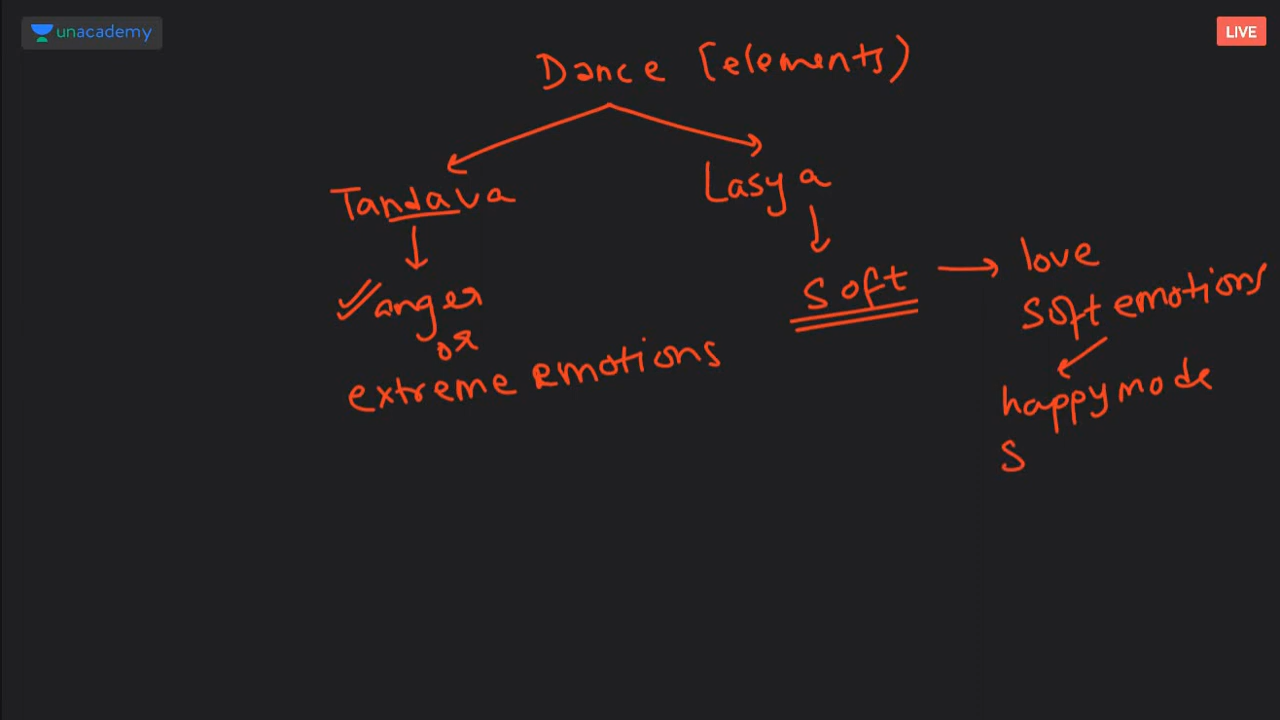 unacademy
LIVE
Dance [elements)
Tandava
Lasya
soft
love
soft emotions
anger
or
extreme emotions
happy mode
S